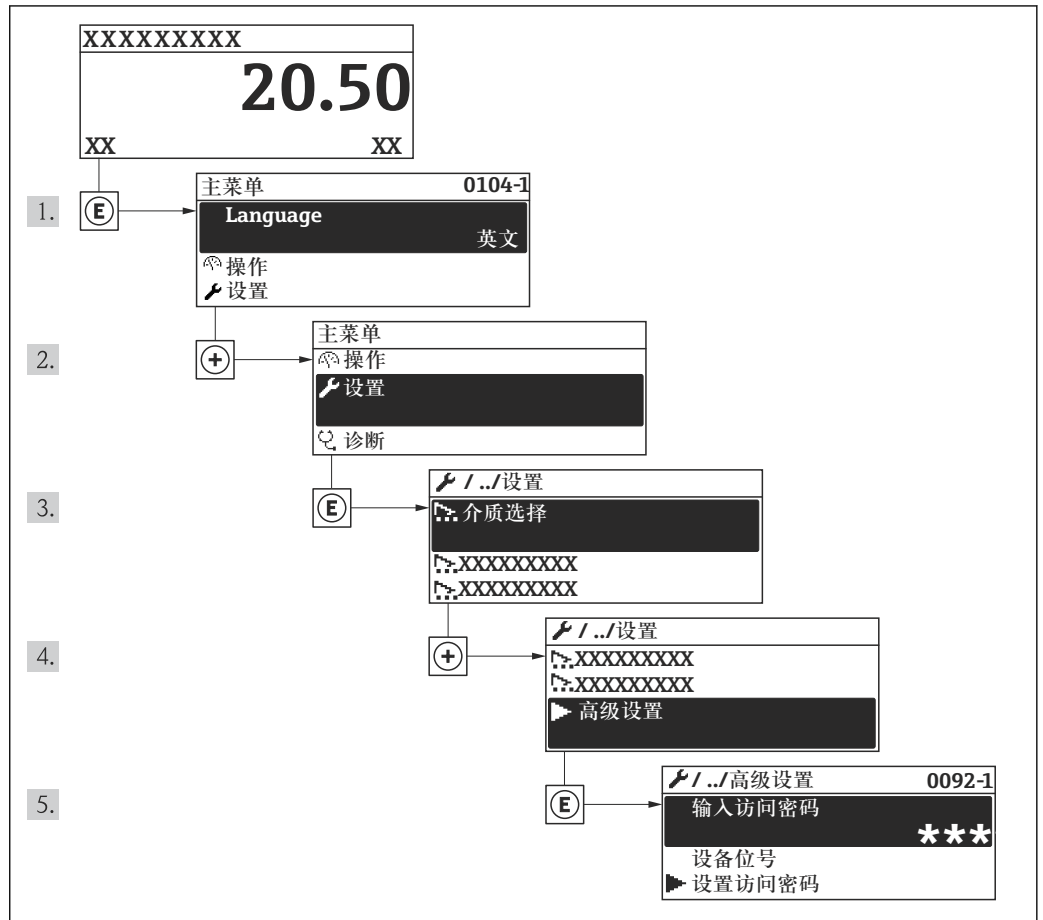 XXXXXXXXX
20.50
XX XX
1. E
主菜单 0104-1
Language
英文
操作
设置
2. +
主菜单
操作
设置
诊断
3. E
/ ../设置
介质选择
XXXXXXXXX
XXXXXXXXX
4. +
/ ../设置
XXXXXXXXX
XXXXXXXXX
高级设置
5. E
/ ../高级设置 0092-1
输入访问密码
***
设备位号
设置访问密码